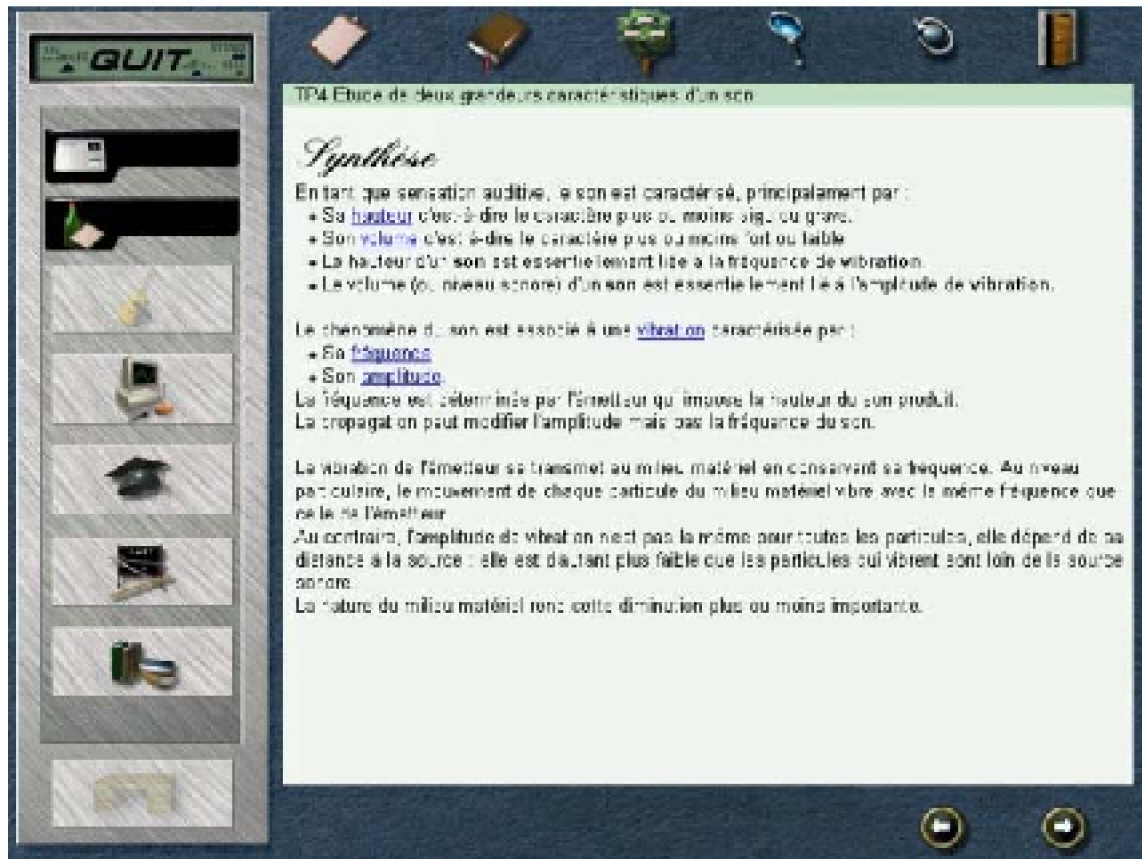 QUIT
TP4 Etude de deux grandeurs caractéristiques d'un son
Synthèse
En tant que sensation auditive, le son est caractérisé, principalement par :
• Sa hauteur c'est-à-dire le caractère plus ou moins aigu ou grave.
• Son volume c'est à-dire le caractère plus ou moins fort ou faible
• La hauteur d'un son est essentiellement liée à la fréquence de vibration.
• Le volume (ou niveau sonore) d'un son est essentiellement lié à l'amplitude de vibration.
Le phénomène du son est associé à une vibration caractérisée par :
• Sa fréquence
• Son amplitude.
La fréquence est déterminée par l'émetteur qui impose la hauteur du son produit.
La propagation peut modifier l'amplitude mais pas la fréquence du son.
La vibration de l'émetteur se transmet au milieu matériel en conservant sa fréquence. Au niveau
particulaire, le mouvement de chaque particule du milieu matériel vibre avec la même fréquence que
celle de l'émetteur
Au contraire, l'amplitude de vibration n'est pas la même pour toutes les particules, elle dépend de sa
distance à la source : elle est d'autant plus faible que les particules qui vibrent sont loin de la source
sonore.
La nature du milieu matériel rend cette diminution plus ou moins importante.